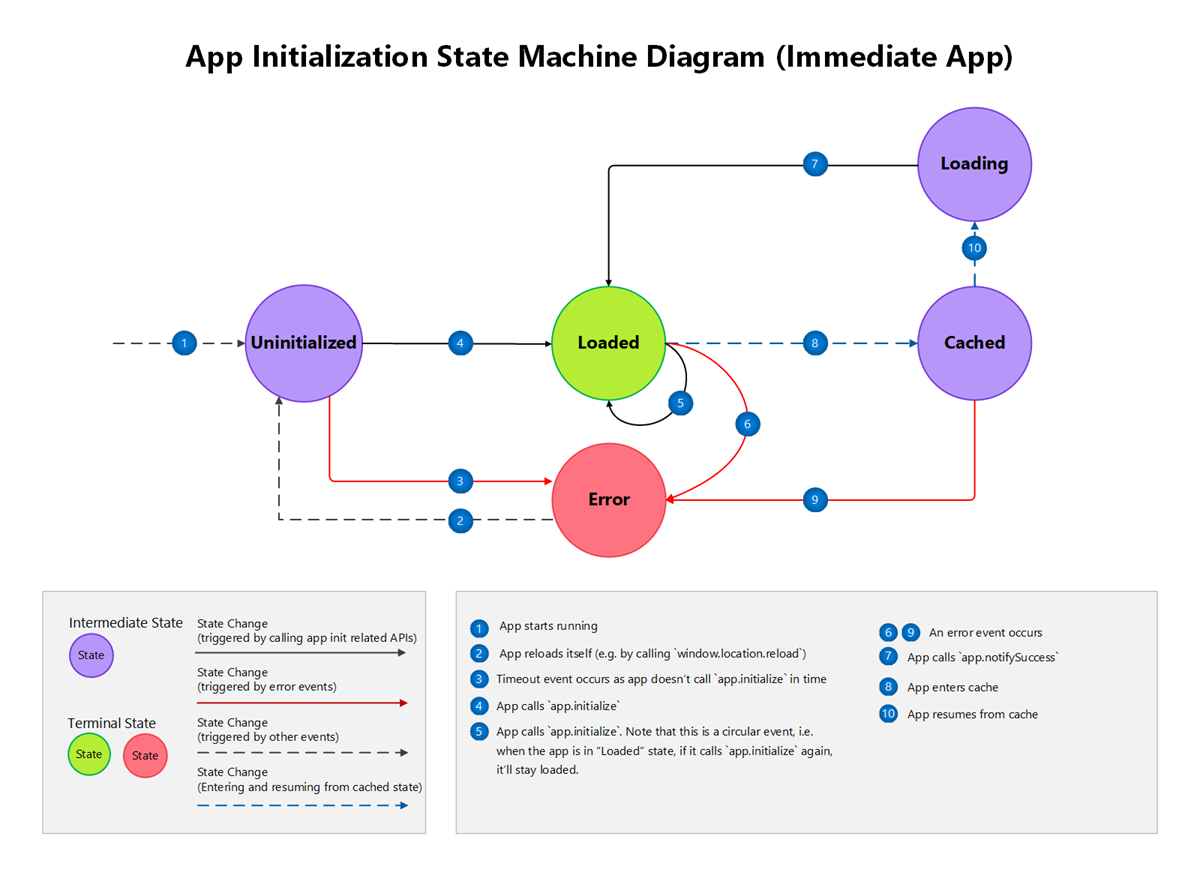 App Initialization State Machine Diagram (Immediate App)
Loading
7
10
Uninitialized
Loaded
Cached
1
4
8
5
6
Error
3
9
2
Intermediate State
State
State Change
(triggered by calling app init related APIs)
State Change
(triggered by error events)
Terminal State
State
State
State Change
(triggered by other events)
State Change
(Entering and resuming from cached state)
1 App starts running
2 App reloads itself (e.g. by calling `window.location.reload`)
3 Timeout event occurs as app doesn’t call `app.initialize` in time
4 App calls `app.initialize`
5 App calls `app.initialize`. Note that this is a circular event, i.e.
when the app is in “Loaded” state, if it calls `app.initialize` again,
it’ll stay loaded.
6 9 An error event occurs
7 App calls `app.notifySuccess`
8 App enters cache
10 App resumes from cache